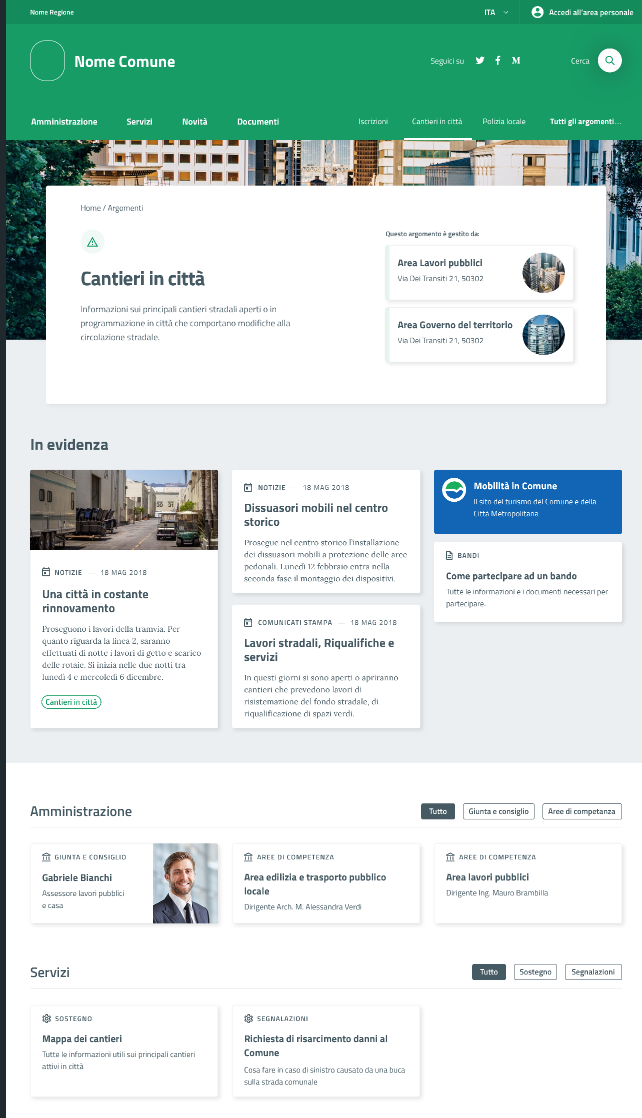 Nome Regione
ITA
Accedi all'area personale
Nome Comune
Seguici su
Cerca
Amministrazione
Servizi
Novità
Documenti
Iscrizioni
Cantieri in città
Polizia locale
Tutti gli argomenti...
Home / Argomenti
Cantieri in città
Informazioni sui principali cantieri stradali aperti o in
programmazione in città che comportano modifiche alla
circolazione stradale.
Questo argomento è gestito da:
Area Lavori pubblici
Via Dei Transiti 21, 50302
Area Governo del territorio
Via Dei Transiti 21, 50302
In evidenza
NOTIZIE — 18 MAG 2018
Una città in costante
rinnovamento
Proseguono i lavori della tramvia. Per
quanto riguarda la linea 2, saranno
effettuati di notte i lavori di getto e scarico
delle rotaie. Si inizia nelle due notti tra
lunedì 4 e mercoledì 6 dicembre.
Cantieri in città
NOTIZIE — 18 MAG 2018
Dissuasori mobili nel centro
storico
Prosegue nel centro storico l'installazione
dei dissuasori mobili a protezione delle aree
pedonali. Lunedì 12 febbraio entra nella
seconda fase il montaggio dei dispositivi.
COMUNICATI STAMPA — 18 MAG 2018
Lavori stradali, Riqualifiche e
servizi
In questi giorni si sono aperti o apriranno
cantieri che prevedono lavori di
risistemazione del fondo stradale, di
riqualificazione di spazi verdi.
Mobilità in Comune
Il sito del turismo del Comune e della
Città Metropolitana
BANDI
Come partecipare ad un bando
Tutte le informazioni e i documenti necessari per
partecipare.
Amministrazione
Tutto
Giunta e consiglio
Aree di competanza
GIUNTA E CONSIGLIO
Gabriele Bianchi
Assessore lavori pubblici
e casa
AREE DI COMPETENZA
Area edilizia e trasporto pubblico
locale
Dirigente Arch. M. Alessandra Verdi
AREE DI COMPETENZA
Area lavori pubblici
Dirigente Ing. Mauro Brambilla
Servizi
Tutto
Sostegno
Segnalazioni
SOSTEGNO
Mappa dei cantieri
Tutte le informazioni utili sui principali cantieri
attivi in città
SEGNALAZIONI
Richiesta di risarcimento danni al
Comune
Cosa fare in caso di sinistro causato da una buca
sulla strada comunale